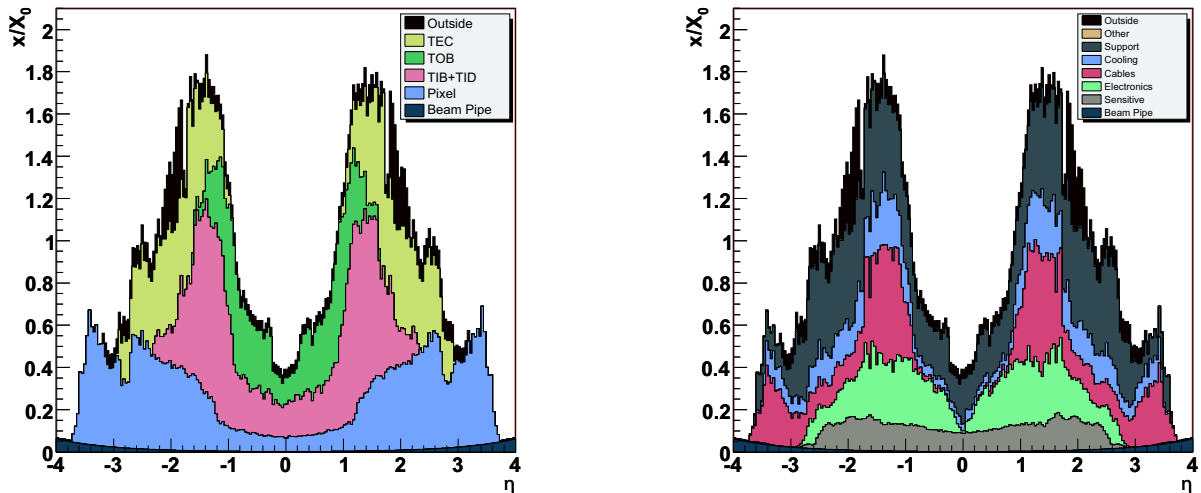 x/X0
2
1.8
1.6
1.4
1.2
1
0.8
0.6
0.4
0.2
0
-4 -3 -2 -1 0 1 2 3 4
η
Outside
TEC
TOB
TIB+TID
Pixel
Beam Pipe
x/X0
2
1.8
1.6
1.4
1.2
1
0.8
0.6
0.4
0.2
0
-4 -3 -2 -1 0 1 2 3 4
η
Outside
Other
Support
Cooling
Cables
Electronics
Sensitive
Beam Pipe